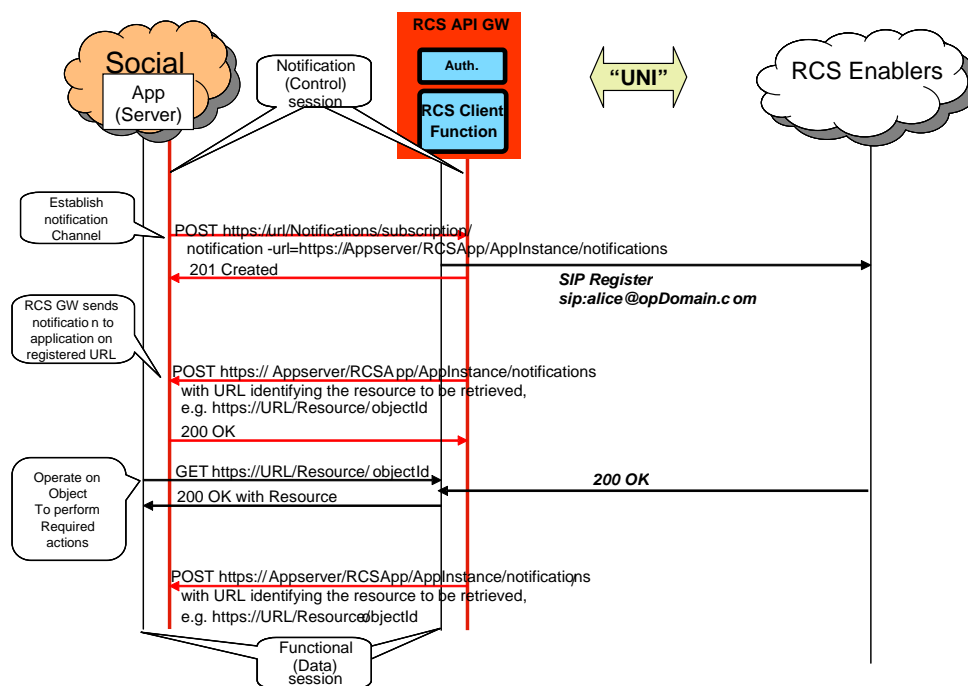 RCS API GW
Social
App
(Server)
Notification
(Control)
session
Auth.
RCS Client
Function
“UNI”
RCS Enablers
Establish
notification
Channel
POST https://url/Notifications/subscription/
notification -url=https://Appserver/RCSApp/AppInstance/notifications
201 Created
SIP Register
sip:alice@opDomain.com
RCS GW sends
notification to
application on
registered URL
POST https:// Appserver/RCSApp/AppInstance/notifications
with URL identifying the resource to be retrieved,
e.g. https://URL/Resource/ objectId
200 OK
Operate on
Object
To perform
Required
actions
GET https://URL/Resource/ objectId
200 OK
200 OK with Resource
POST https:// Appserver/RCSApp/AppInstance/notifications,
with URL identifying the resource to be retrieved,
e.g. https://URL/Resource/objectId
Functional
(Data)
session